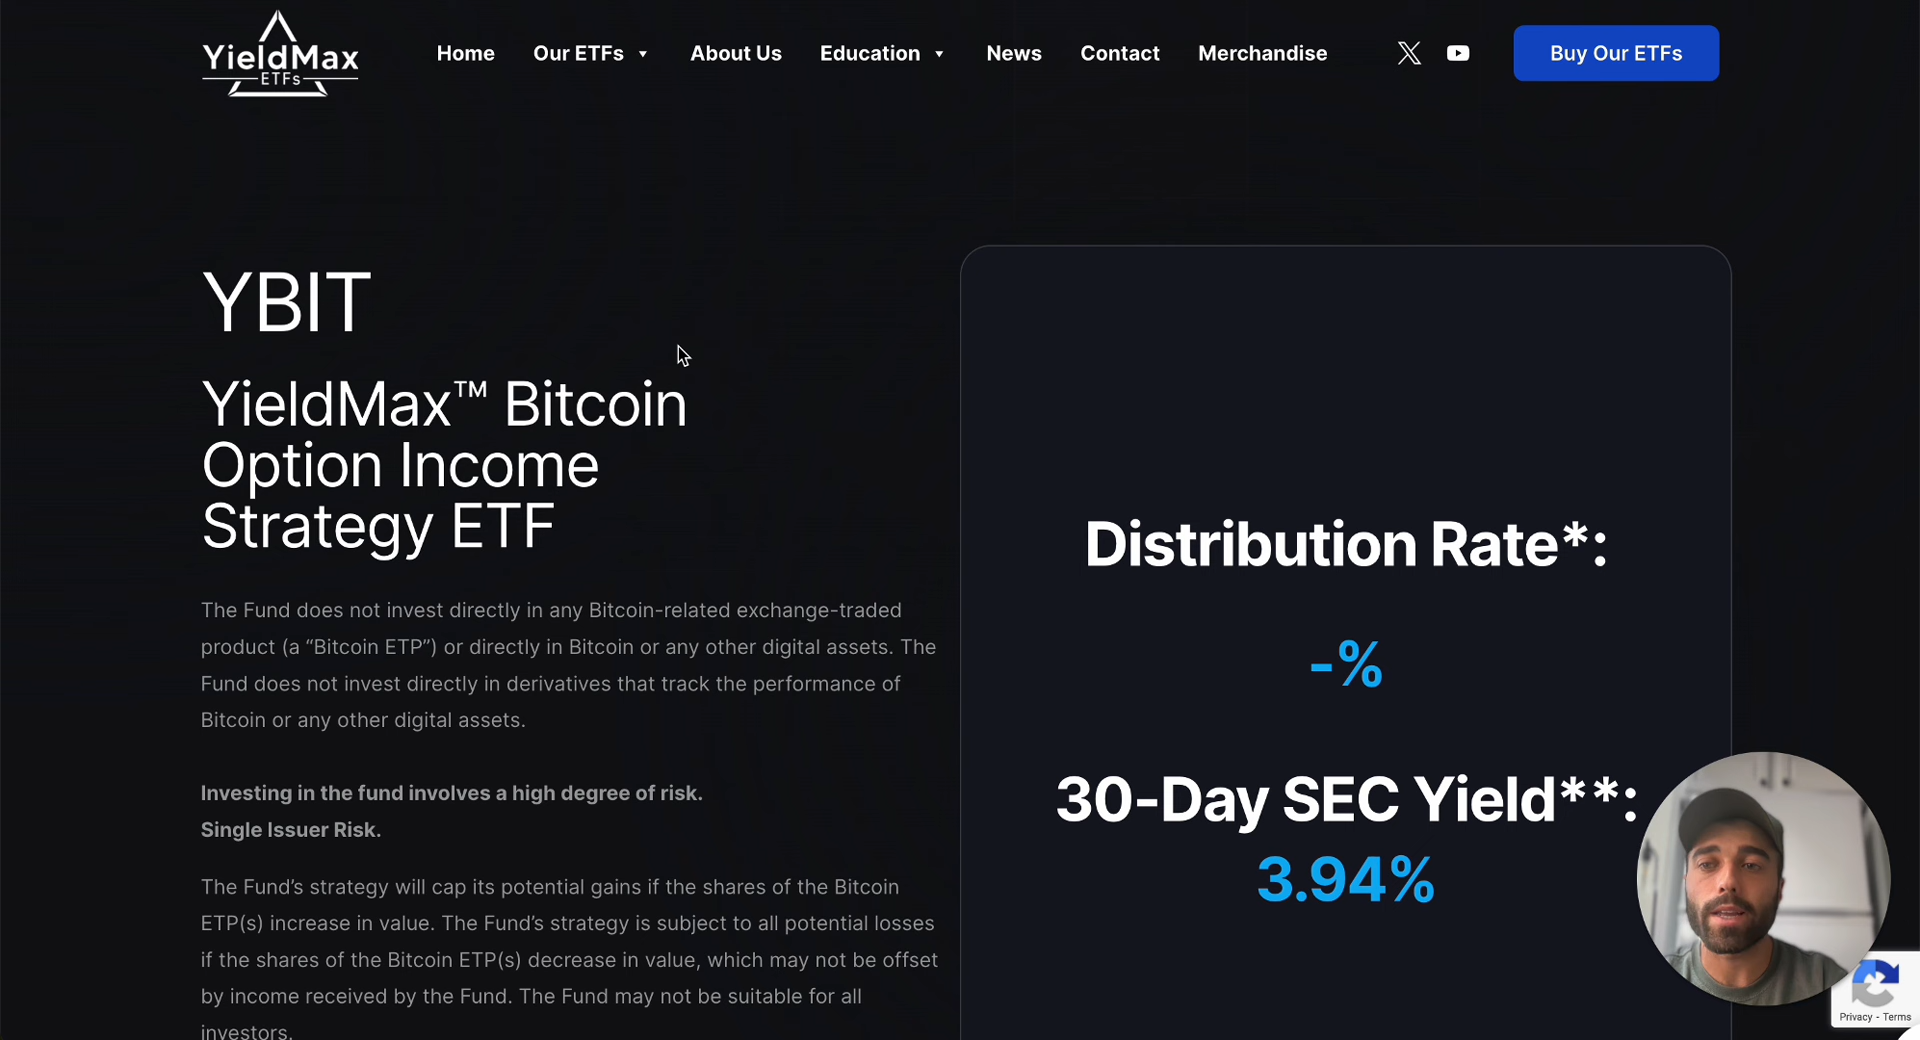 YieldMax
ETFs
Home
Our ETFs
About Us
Education
News
Contact
Merchandise
Buy Our ETFs
YBIT
YieldMax™ Bitcoin
Option Income
Strategy ETF
The Fund does not invest directly in any Bitcoin-related exchange-traded
product (a “Bitcoin ETP”) or directly in Bitcoin or any other digital assets. The
Fund does not invest directly in derivatives that track the performance of
Bitcoin or any other digital assets.
Investing in the fund involves a high degree of risk.
Single Issuer Risk.
The Fund’s strategy will cap its potential gains if the shares of the Bitcoin
ETP(s) increase in value. The Fund’s strategy is subject to all potential losses
if the shares of the Bitcoin ETP(s) decrease in value, which may not be offset
by income received by the Fund. The Fund may not be suitable for all
investors.
Distribution Rate*:
-%
30-Day SEC Yield**:
3.94%
Privacy - Terms